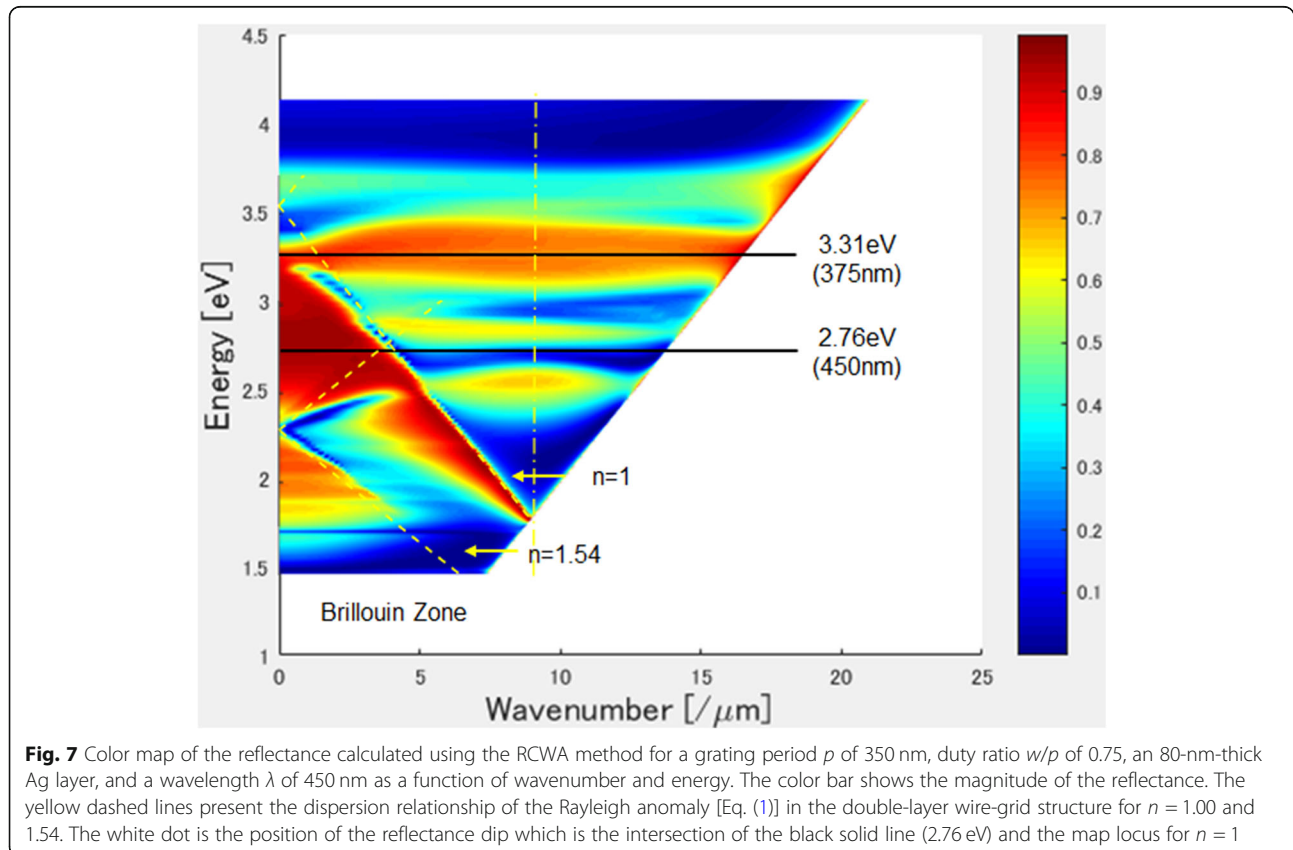 4.5
4
3.5
3
2.5
2
1.5
1
Energy [eV]
0
5
10
15
20
25
Wavenumber [/μm]
3.31eV
(375nm)
2.76eV
(450nm)
n=1
n=1.54
Brillouin Zone
0.9
0.8
0.7
0.6
0.5
0.4
0.3
0.2
0.1
Fig. 7 Color map of the reflectance calculated using the RCWA method for a grating period p of 350 nm, duty ratio w/p of 0.75, an 80-nm-thick
Ag layer, and a wavelength λ of 450 nm as a function of wavenumber and energy. The color bar shows the magnitude of the reflectance. The
yellow dashed lines present the dispersion relationship of the Rayleigh anomaly [Eq. (1)] in the double-layer wire-grid structure for n = 1.00 and
1.54. The white dot is the position of the reflectance dip which is the intersection of the black solid line (2.76 eV) and the map locus for n = 1